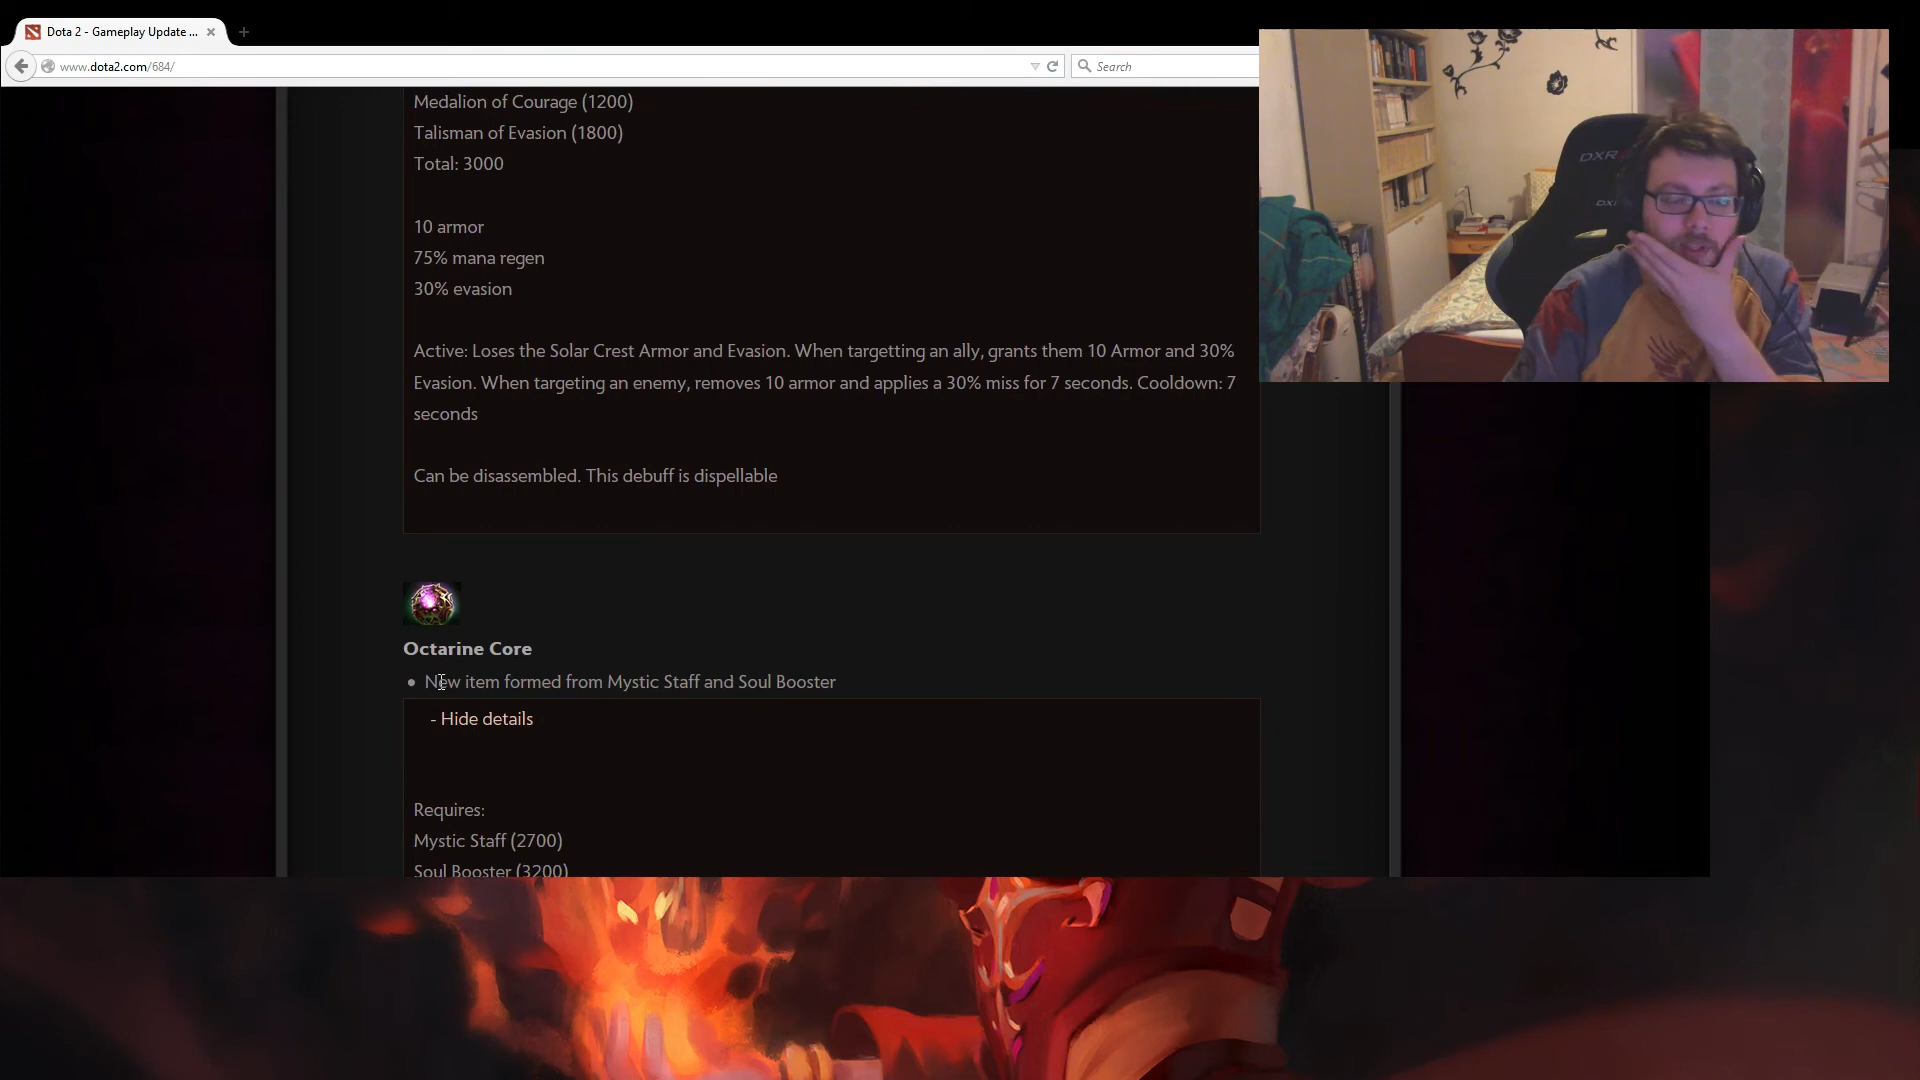 Dota 2 - Gameplay Update ...
www.dota2.com/684/
Search
Medalion of Courage (1200)
Talisman of Evasion (1800)
Total: 3000
10 armor
75% mana regen
30% evasion
Active: Loses the Solar Crest Armor and Evasion. When targetting an ally, grants them 10 Armor and 30%
Evasion. When targeting an enemy, removes 10 armor and applies a 30% miss for 7 seconds. Cooldown: 7
seconds
Can be disassembled. This debuff is dispellable
Octarine Core
• New item formed from Mystic Staff and Soul Booster
- Hide details
Requires:
Mystic Staff (2700)
Soul Booster (3200)
DXR